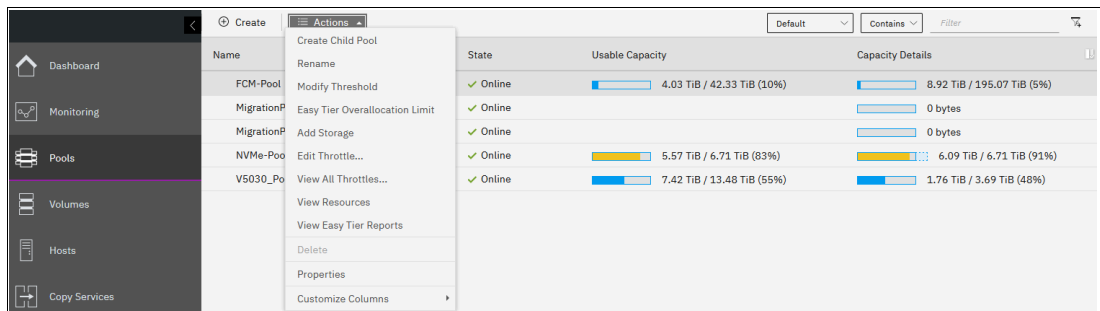 Create Actions Default Contains Filter
Name State Usable Capacity Capacity Details
Dashboard
Monitoring
Pools
Volumes
Hosts
Copy Services
Create Child Pool
Rename
Modify Threshold
Easy Tier Overallocation Limit
Add Storage
Edit Throttle...
View All Throttles...
View Resources
View Easy Tier Reports
Delete
Properties
Customize Columns
FCM-Pool Online 4.03 TiB / 42.33 TiB (10%) 8.92 TiB / 195.07 TiB (5%)
MigrationP Online 0 bytes
MigrationP Online 0 bytes
NVMe-Poo Online 5.57 TiB / 6.71 TiB (83%) 6.09 TiB / 6.71 TiB (91%)
V5030_Po Online 7.42 TiB / 13.48 TiB (55%) 1.76 TiB / 3.69 TiB (48%)